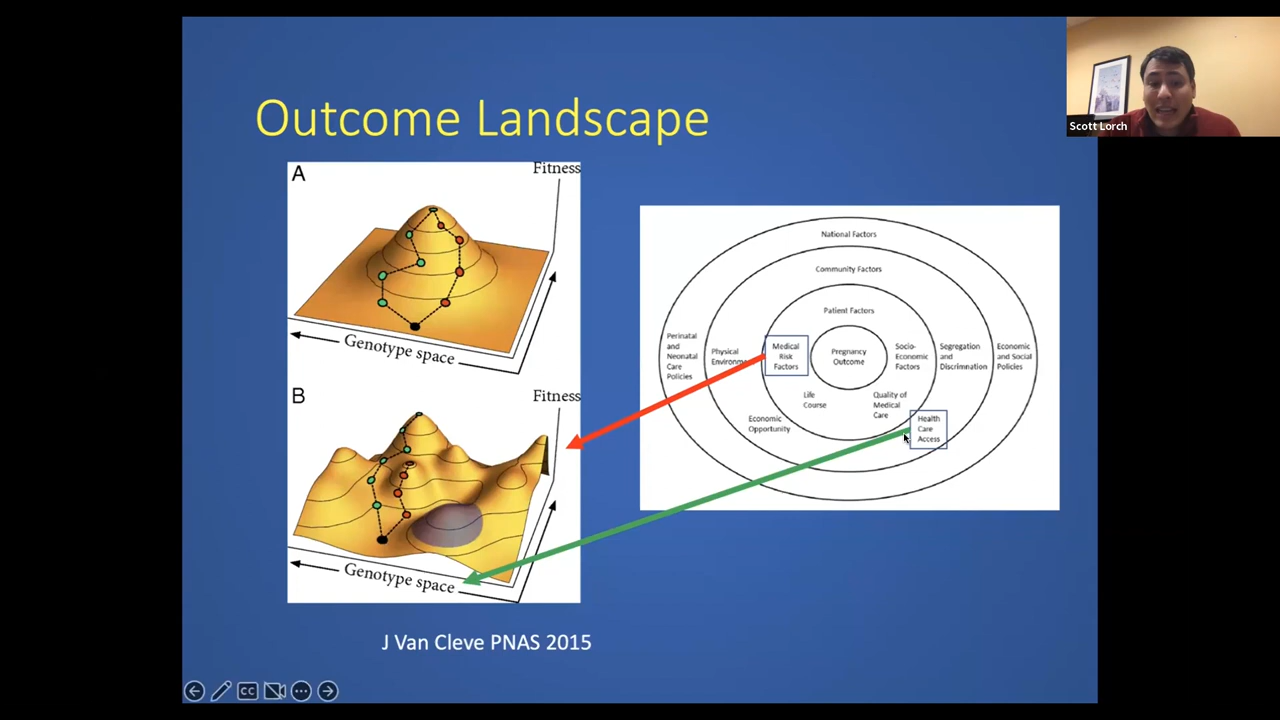 Outcome Landscape
Scott Lorch
A
Fitness
Genotype space
B
Fitness
Genotype space
J Van Cleve PNAS 2015
National Factors
Community Factors
Patient Factors
Perinatal
and
Neonatal
Care
Policies
Physical
Medical
Risk
Factors
Pregnancy
Outcome
Socio-
Economic
Factors
Segregation
and
Discrimnation
Economic
and Social
Policies
Life
Course
Quality of
Medical
Care
Economic
Opportunity
Health
Care
Access
CC